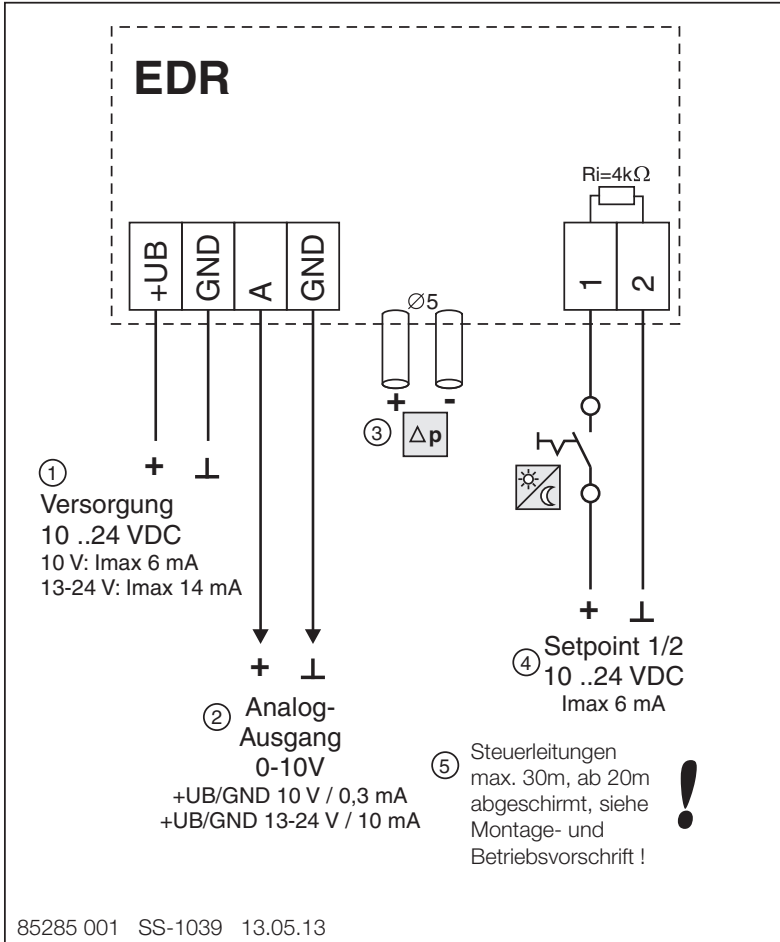 EDR
Ri=4kΩ
+UB
GND
A
GND
1
2
∅5
+
-
③
△p
①
+
⊥
Versorgung
10 ..24 VDC
10 V: Imax 6 mA
13-24 V: Imax 14 mA
+
⊥
②
Analog-
Ausgang
0-10V
+UB/GND 10 V / 0,3 mA
+UB/GND 13-24 V / 10 mA
+
⊥
④
Setpoint 1/2
10 ..24 VDC
Imax 6 mA
⑤
Steuerleitungen
max. 30m, ab 20m
abgeschirmt, siehe
Montage- und
Betriebsvorschrift !
!
85285 001 SS-1039 13.05.13